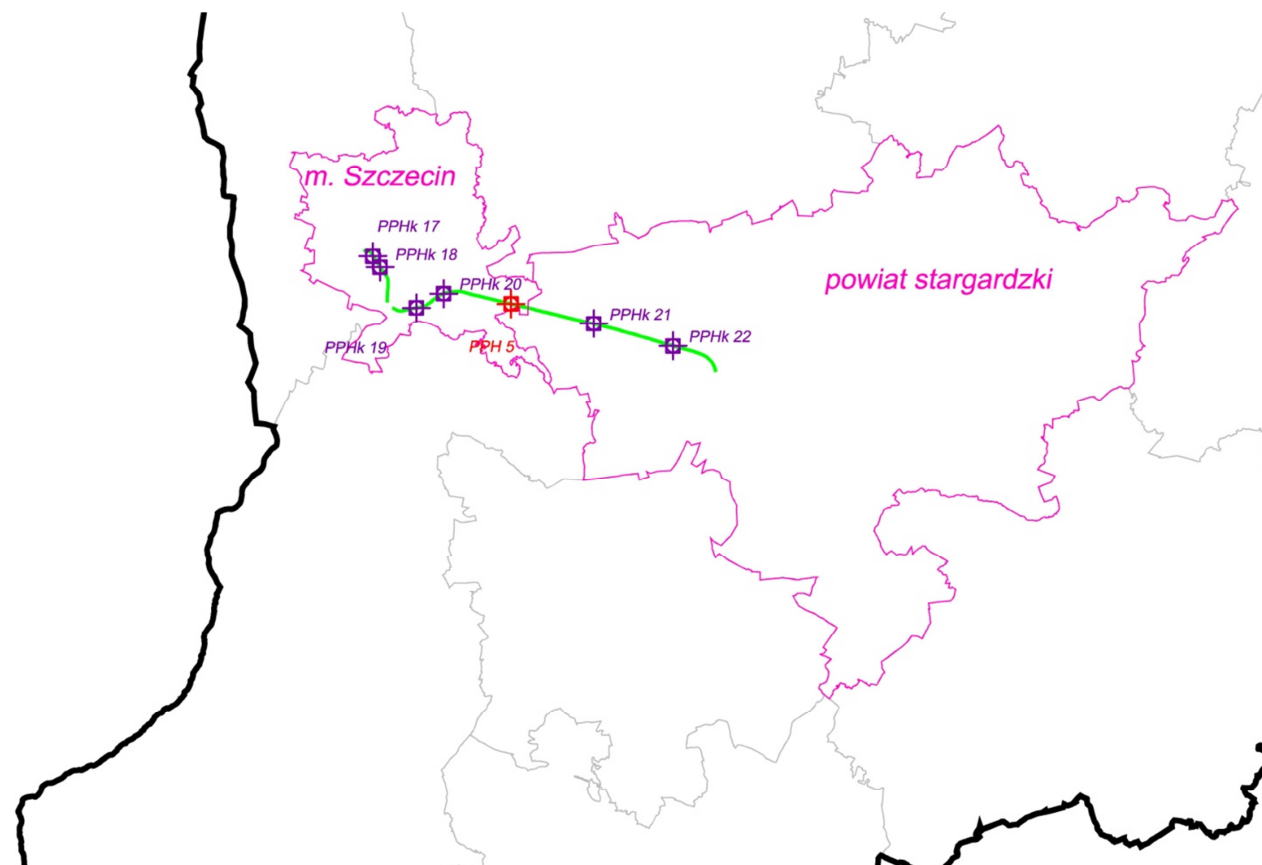 m. Szczecin
PPHk 17
PPHk 18
powiat stargardzki
PPHk 20
PPHk 21
PPHk 22
PPHk 19
PPH 5